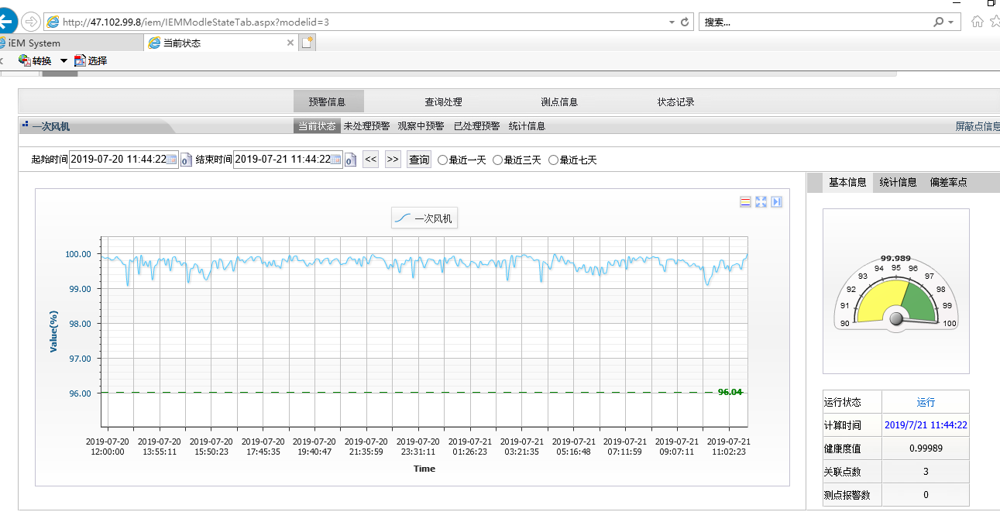 http://47.102.99.8/iem/IEMModleStateTab.aspx?modelid=3
搜索...
iEM System
当前状态
转换 选择
预警信息 查询处理 测点信息 状态记录
一次风机 当前状态 未处理预警 观察中预警 已处理预警 统计信息 屏蔽点信息
起始时间 2019-07-20 11:44:22 结束时间 2019-07-21 11:44:22 << >> 查询 最近一天 最近三天 最近七天
基本信息 统计信息 偏差率点
一次风机
100.00
99.00
98.00
97.00
96.00
Value(%)
96.04
2019-07-20 12:00:00
2019-07-20 13:55:11
2019-07-20 15:50:23
2019-07-20 17:45:35
2019-07-20 19:40:47
2019-07-20 21:35:59
2019-07-20 23:31:11
2019-07-21 01:26:23
2019-07-21 03:21:35
2019-07-21 05:16:48
2019-07-21 07:11:59
2019-07-21 09:07:11
2019-07-21 11:02:23
Time
99.989
90 91 92 93 94 95 96 97 98 99 100
运行状态 运行
计算时间 2019/7/21 11:44:22
健康度值 0.99989
关联点数 3
测点报警数 0